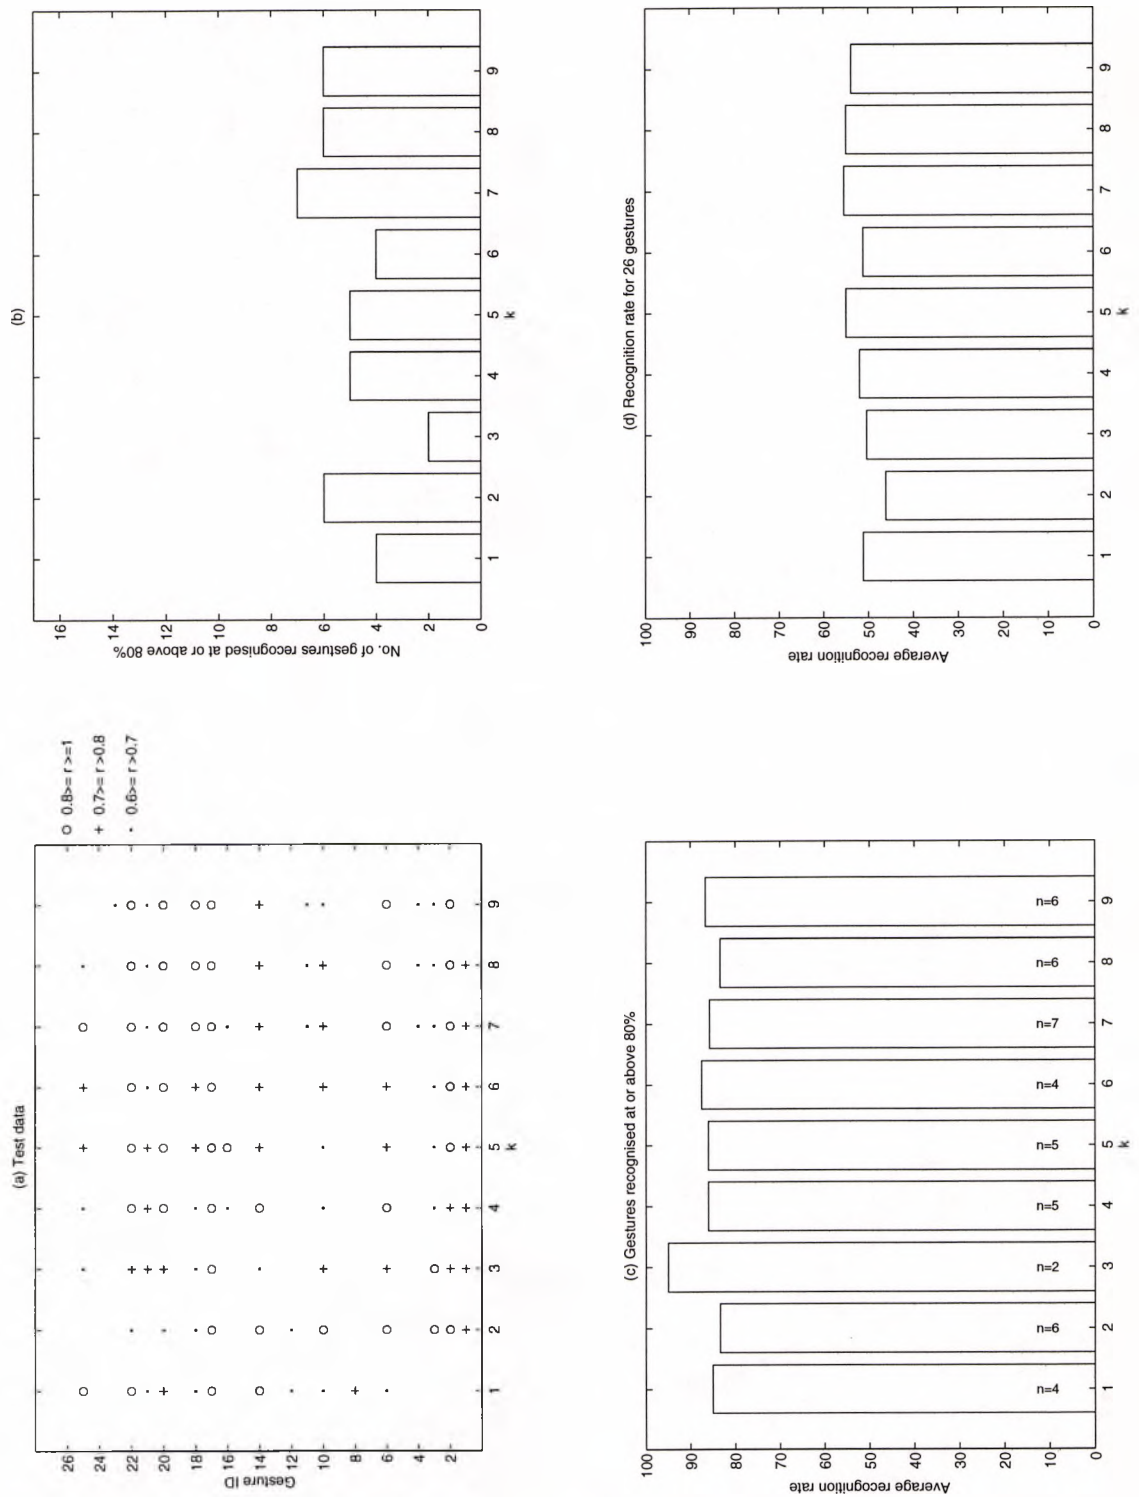 (a) Test data
26
24
22
20
18
16
14
12
10
8
6
4
2
Gesture ID
1 2 3 4 5 6 7 8 9
k
o 0.8>= r >=1
+ 0.7>= r >0.8
· 0.6>= r >0.7
(b)
16
14
12
10
8
6
4
2
0
No. of gestures recognised at or above 80%
1 2 3 4 5 6 7 8 9
k
(c) Gestures recognised at or above 80%
100
90
80
70
60
50
40
30
20
10
0
Average recognition rate
n=4 n=6 n=2 n=5 n=5 n=4 n=7 n=6 n=6
1 2 3 4 5 6 7 8 9
k
(d) Recognition rate for 26 gestures
100
90
80
70
60
50
40
30
20
10
0
Average recognition rate
1 2 3 4 5 6 7 8 9
k